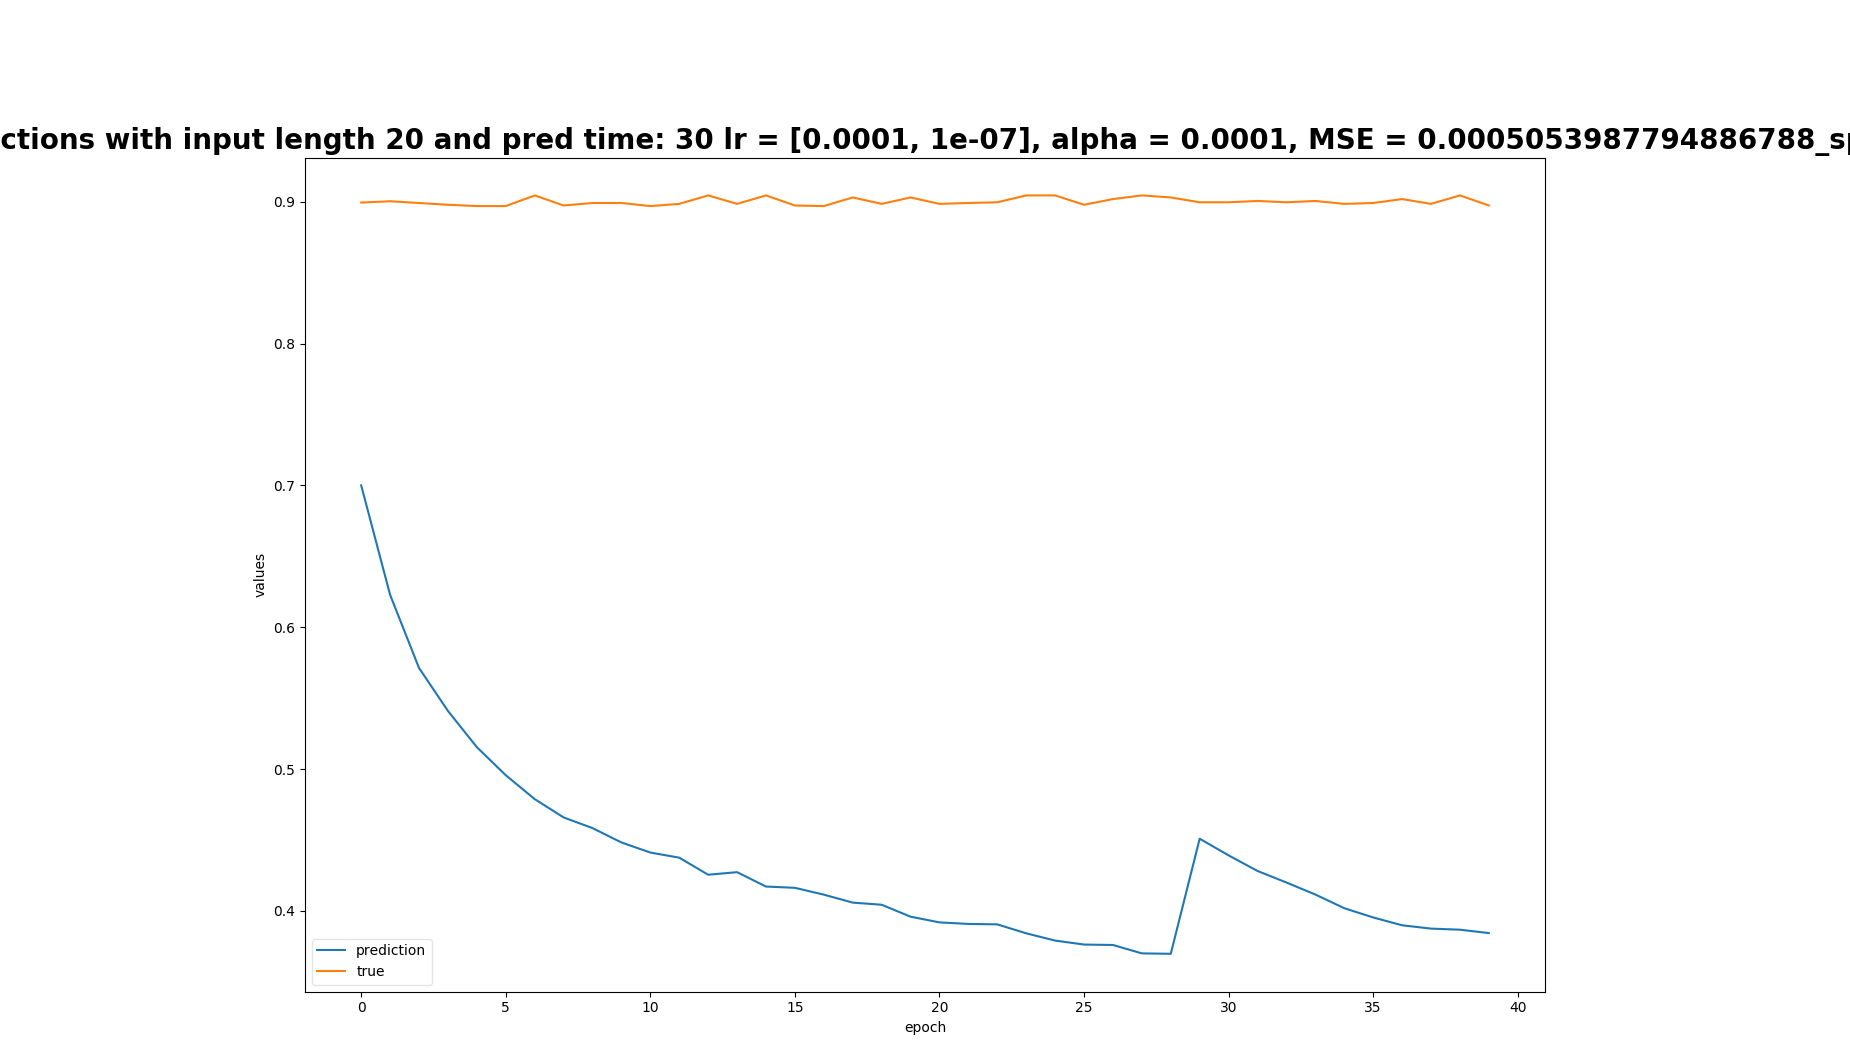 ctions with input length 20 and pred time: 30 lr = [0.0001, 1e-07], alpha = 0.0001, MSE = 0.0005053987794886788_sp
0.9
0.8
0.7
0.6
0.5
0.4
values
prediction
true
0 5 10 15 20 25 30 35 40
epoch